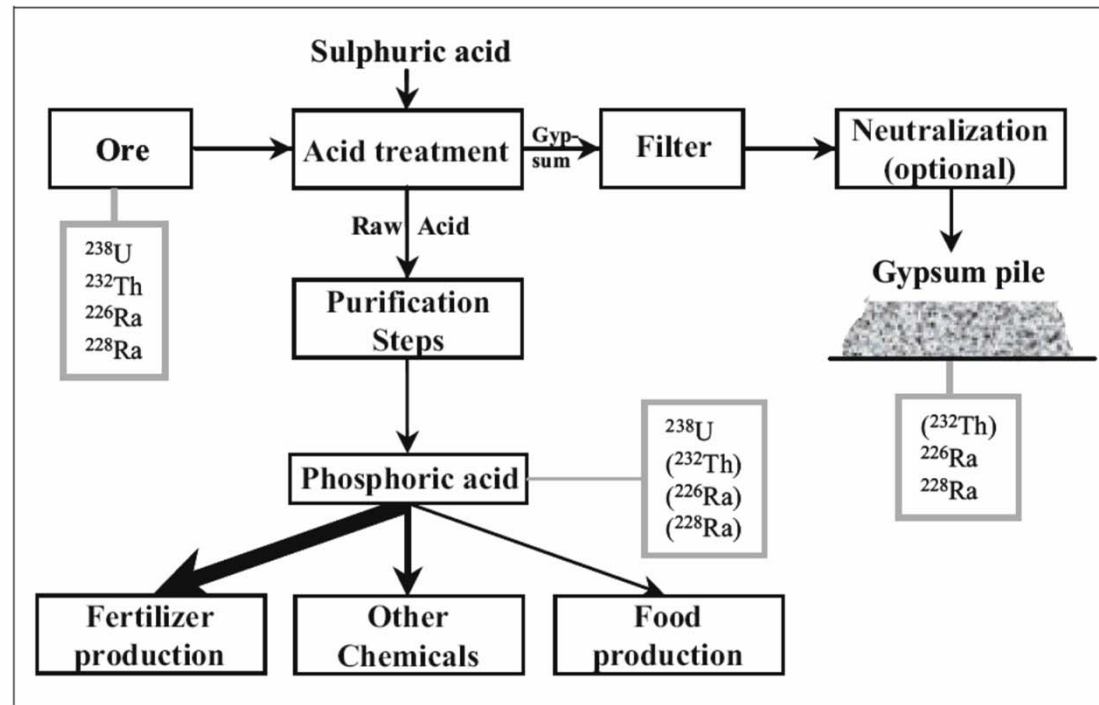 Sulphuric acid
Ore
Acid treatment
Gyp-
sum
Filter
Neutralization
(optional)
²³⁸U
²³²Th
²²⁶Ra
²²⁸Ra
Raw Acid
Purification
Steps
Gypsum pile
(²³²Th)
²²⁶Ra
²²⁸Ra
Phosphoric acid
²³⁸U
(²³²Th)
(²²⁶Ra)
(²²⁸Ra)
Fertilizer
production
Other
Chemicals
Food
production